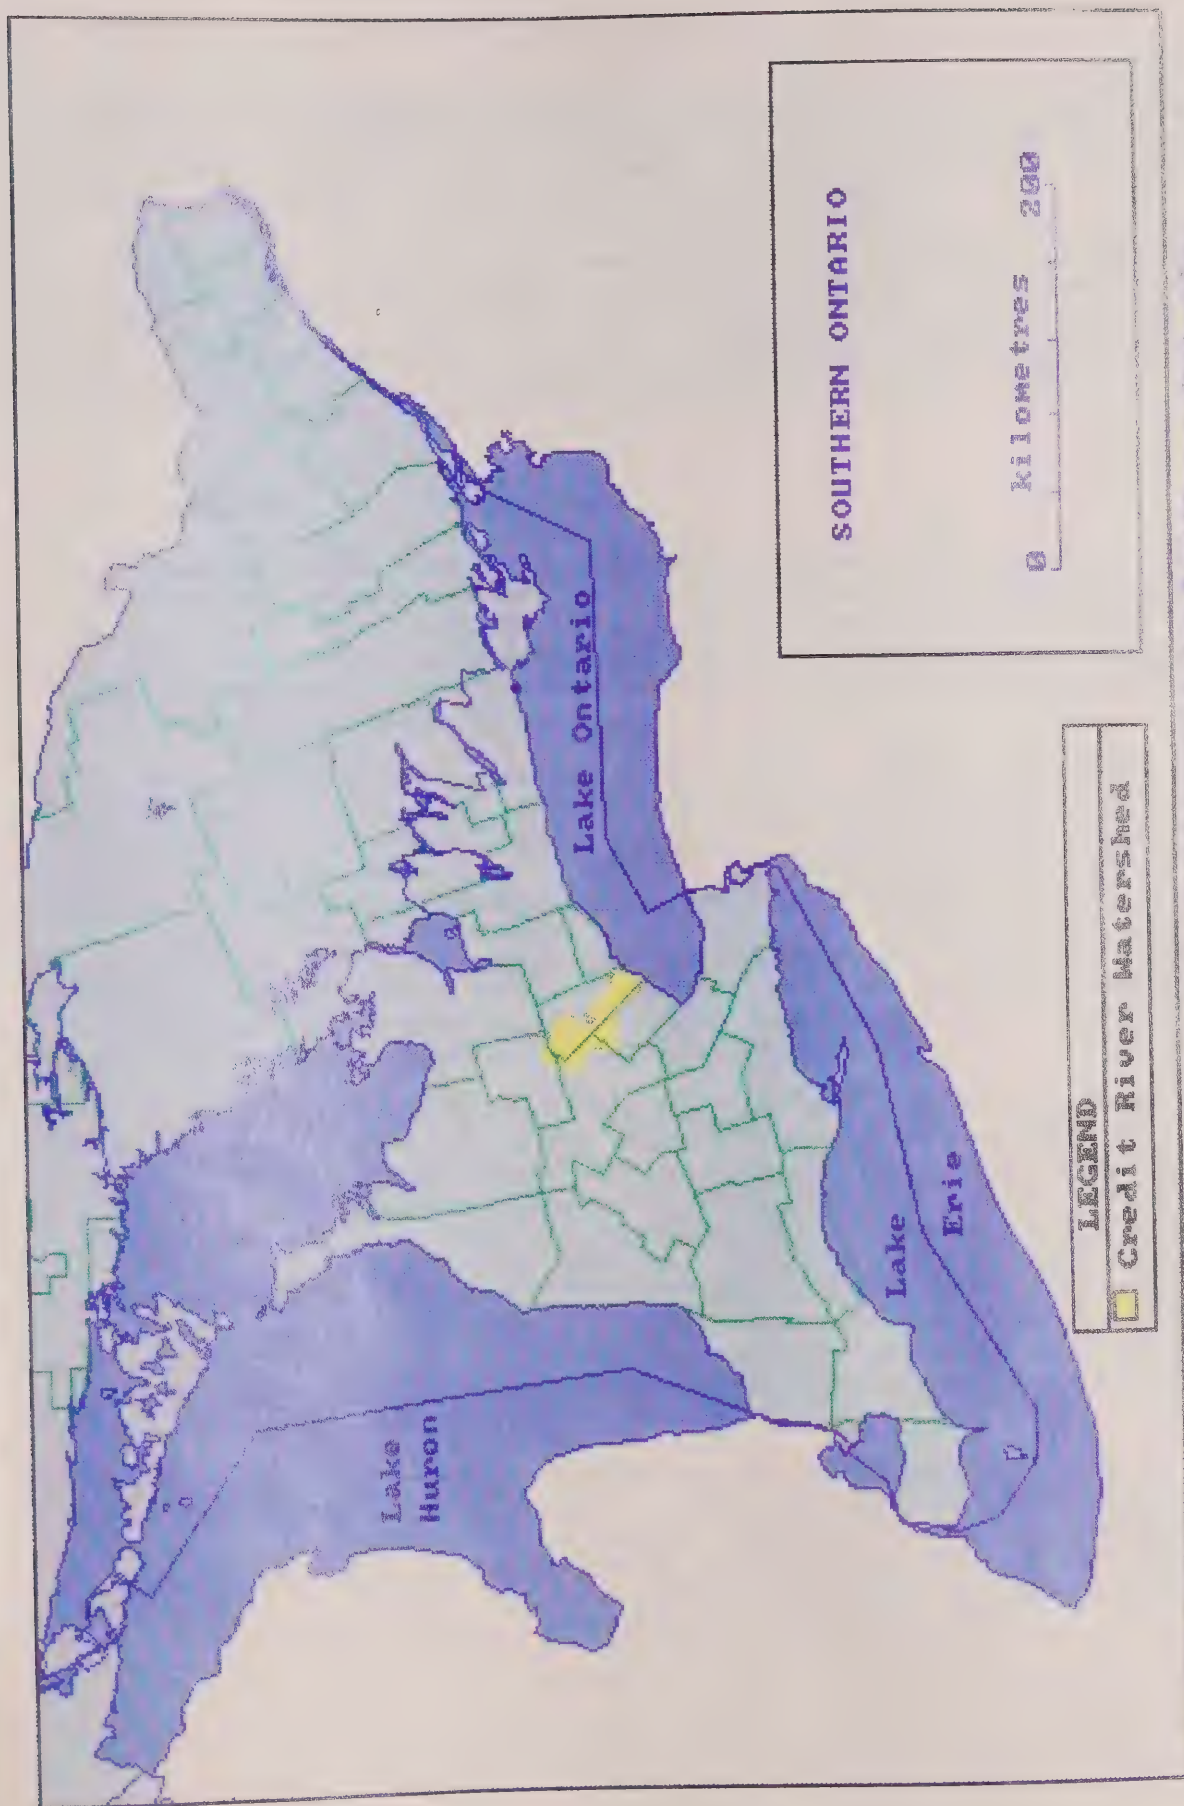 Lake
Huron
Lake Ontario
Lake
Erie
SOUTHERN ONTARIO
0 kilometres 200
LEGEND
Credit River Watershed